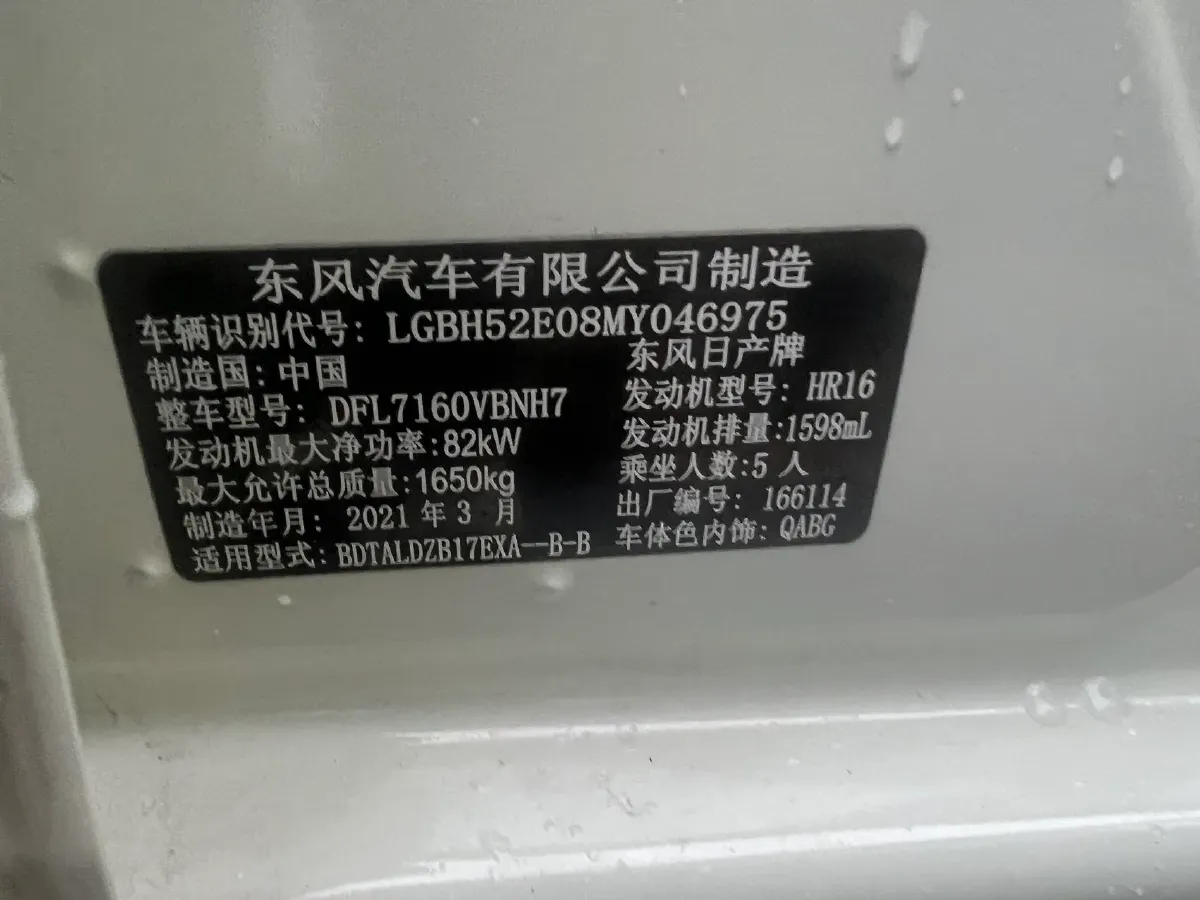 东风汽车有限公司制造
车辆识别代号: LGBH52E08MY046975
制造国: 中国 东风日产牌
整车型号: DFL7160VBNH7 发动机型号: HR16
发动机最大净功率:82kW 发动机排量:1598mL
最大允许总质量:1650kg 乘坐人数:5 人
制造年月: 2021 年 3 月 出厂编号: 166114
适用型式: BDTALDZB17EXA--B-B 车体色内饰: QABG